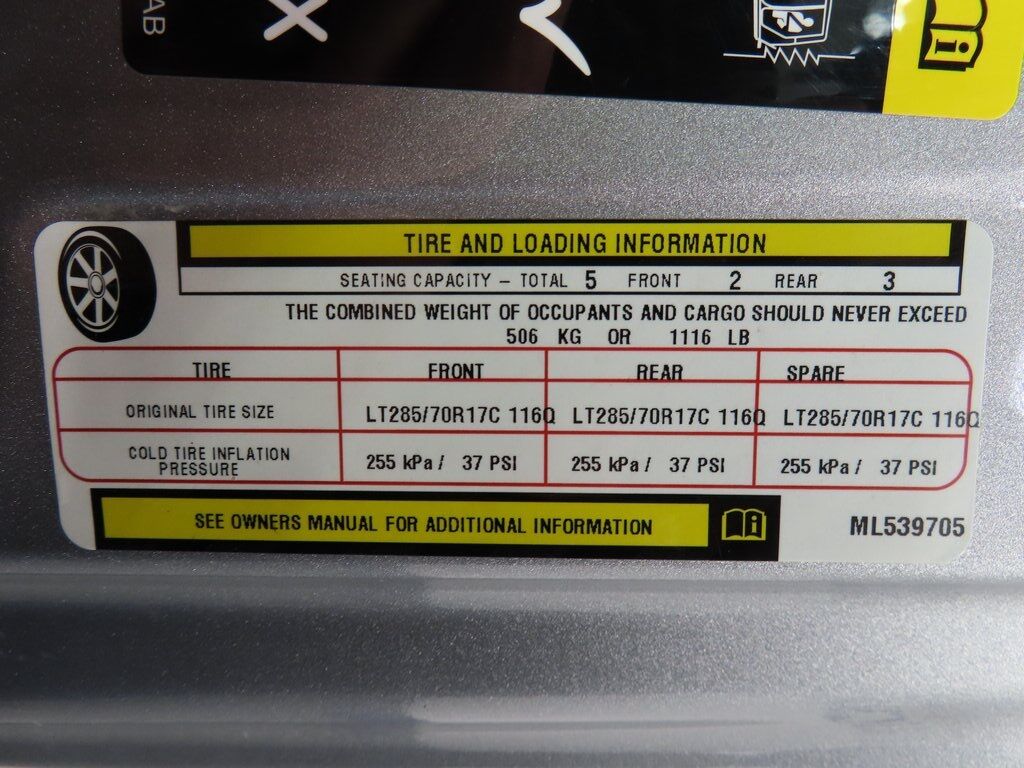 AB
TIRE AND LOADING INFORMATION
SEATING CAPACITY – TOTAL 5 FRONT 2 REAR 3
THE COMBINED WEIGHT OF OCCUPANTS AND CARGO SHOULD NEVER EXCEED
506 KG OR 1116 LB
TIRE FRONT REAR SPARE
ORIGINAL TIRE SIZE LT285/70R17C 116Q LT285/70R17C 116Q LT285/70R17C 116Q
COLD TIRE INFLATION
PRESSURE 255 kPa / 37 PSI 255 kPa / 37 PSI 255 kPa / 37 PSI
SEE OWNERS MANUAL FOR ADDITIONAL INFORMATION
ML539705